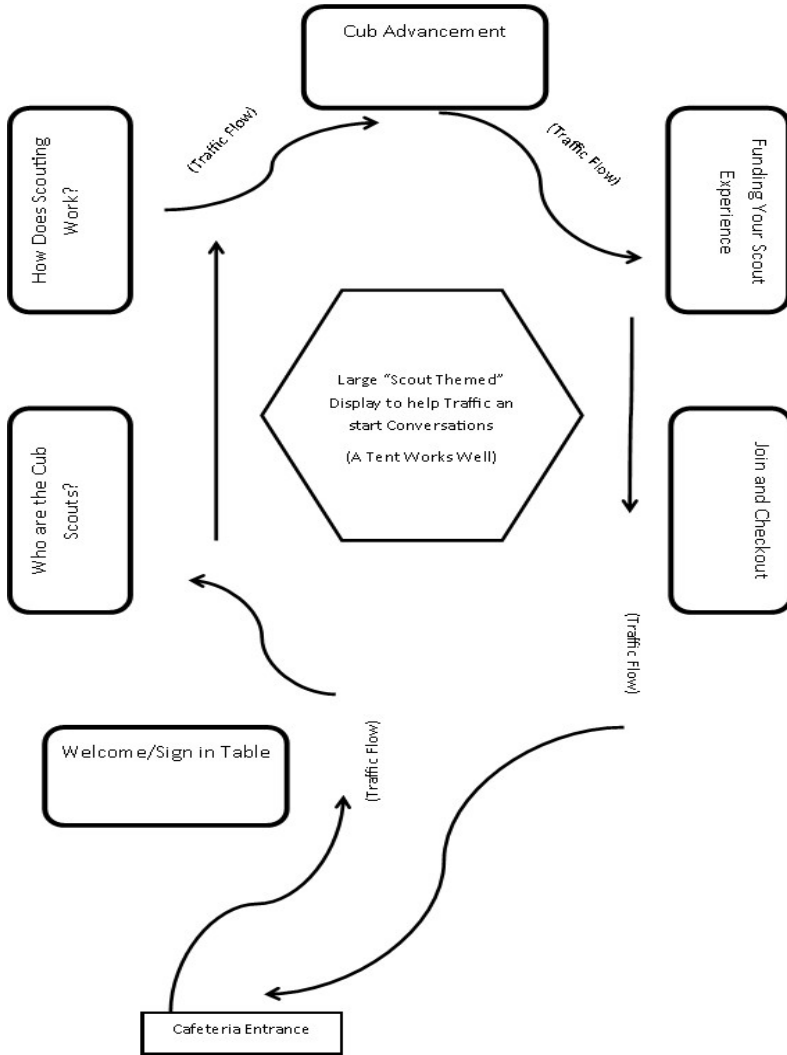 Cub Advancement
(Traffic Flow)
(Traffic Flow)
How Does Scouting
Work?
Funding Your Scout
Experience
Large “Scout Themed”
Display to help Traffic an
start Conversations
(A Tent Works Well)
Who are the Cub
Scouts?
Join and Checkout
(Traffic Flow)
Welcome/Sign in Table
(Traffic Flow)
Cafeteria Entrance